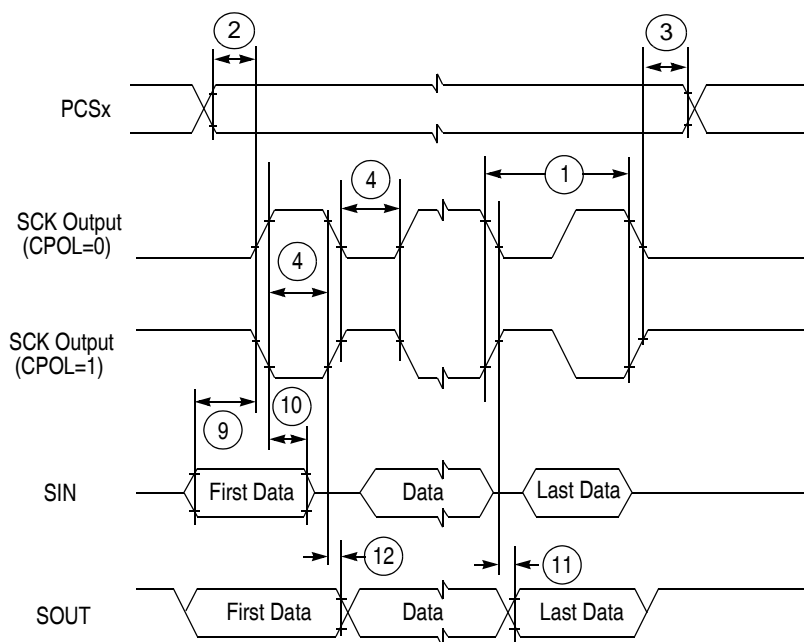 2
3
PCSx
4
1
SCK Output
(CPOL=0)
4
SCK Output
(CPOL=1)
10
9
SIN
First Data
Data
Last Data
12
11
SOUT
First Data
Data
Last Data